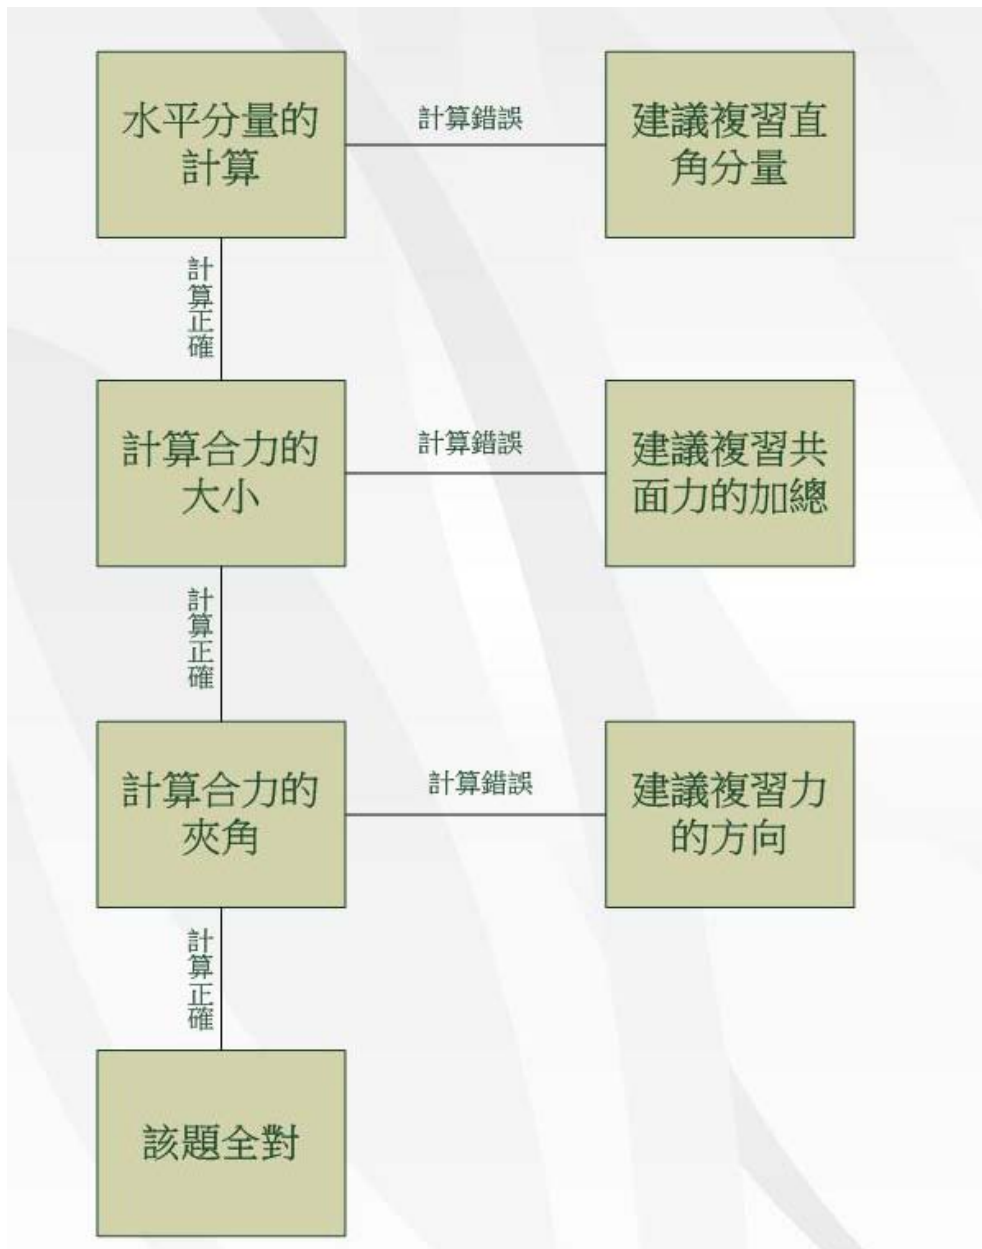 水平分量的
計算
計算錯誤
建議複習直
角分量
計算正確
計算合力的
大小
計算錯誤
建議複習共
面力的加總
計算正確
計算合力的
夾角
計算錯誤
建議複習力
的方向
計算正確
該題全對